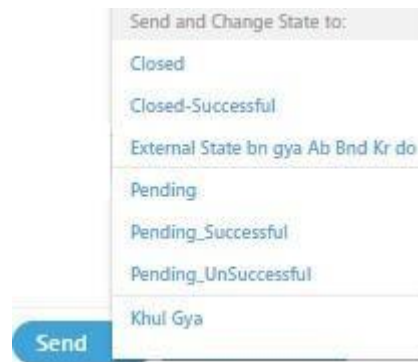 Send and Change State to:
Closed
Closed-Successful
External State bn gya Ab Bnd Kr do
Pending
Pending_Successful
Pending_UnSuccessful
Khul Gya
Send